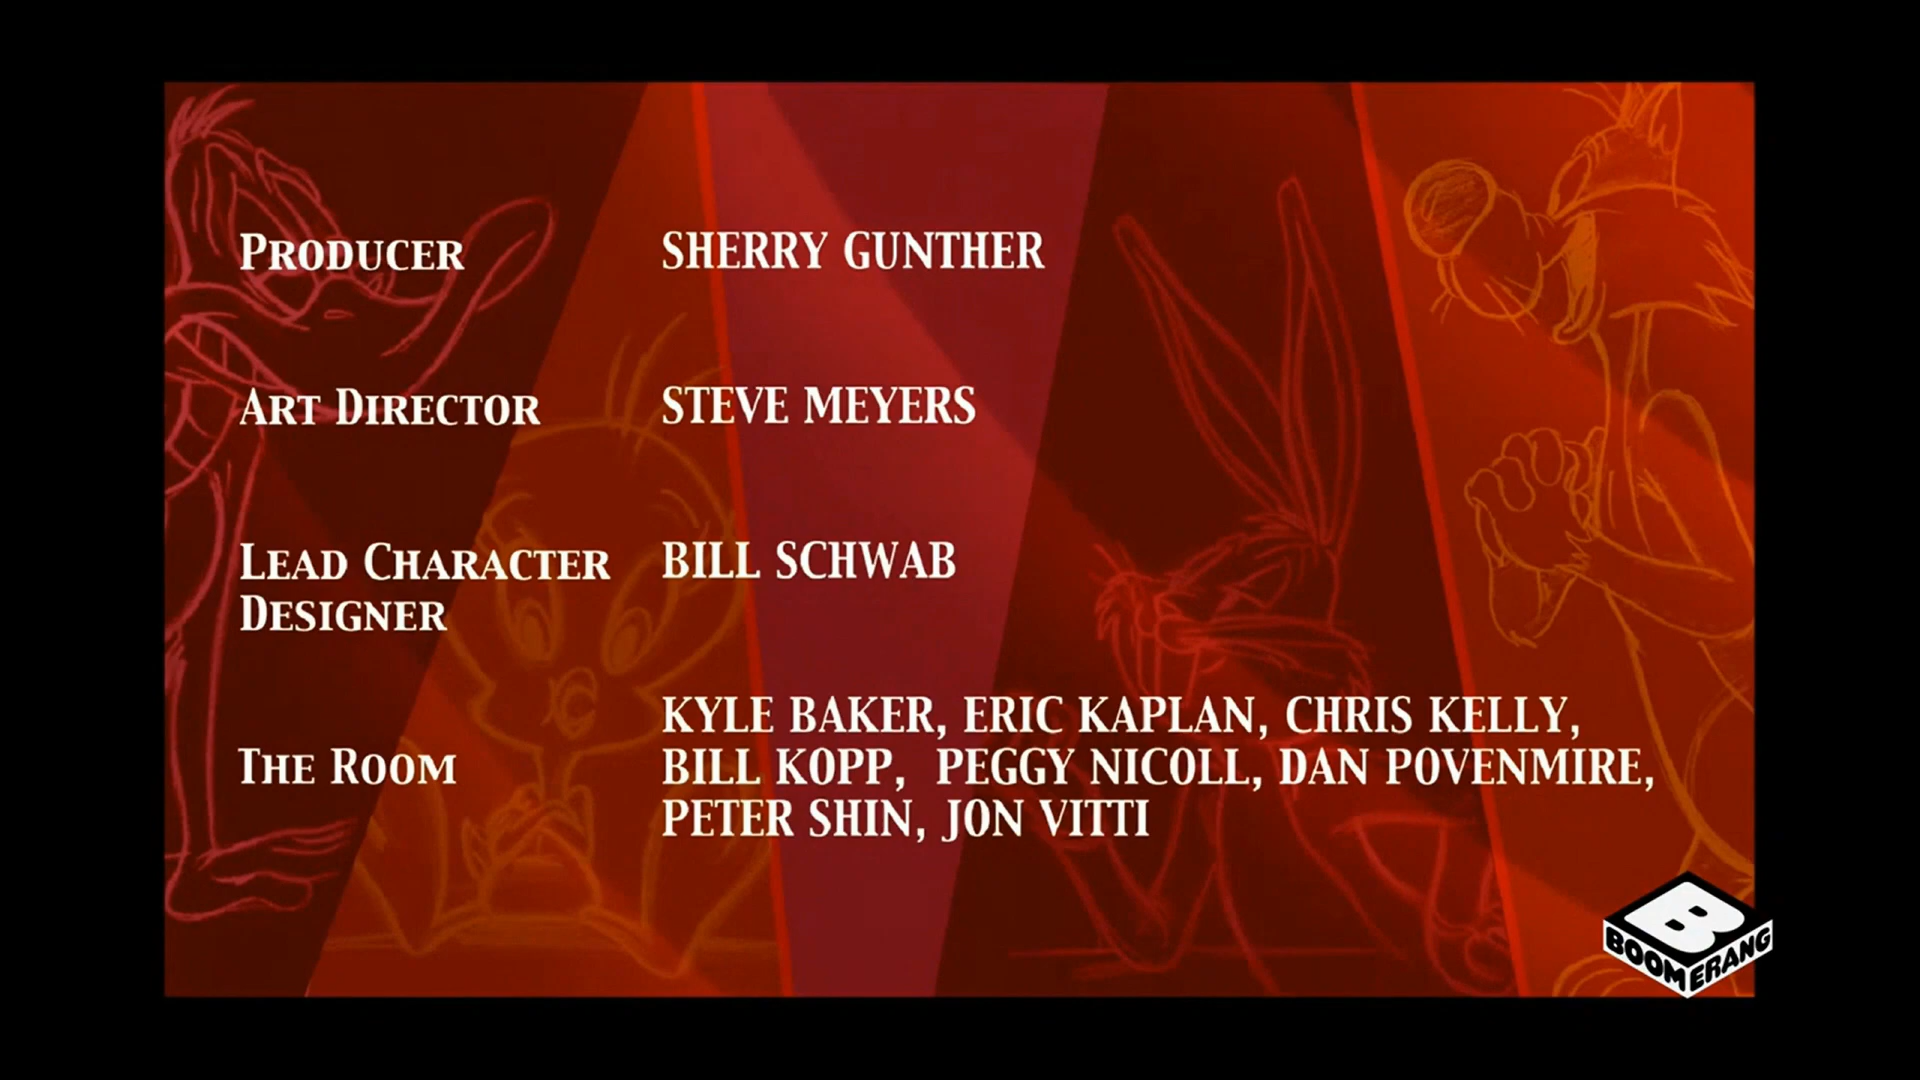 PRODUCER SHERRY GUNTHER
ART DIRECTOR STEVE MEYERS
LEAD CHARACTER BILL SCHWAB
DESIGNER
KYLE BAKER, ERIC KAPLAN, CHRIS KELLY,
THE ROOM BILL KOPP, PEGGY NICOLL, DAN POVENMIRE,
PETER SHIN, JON VITTI
B
BOOMERANG